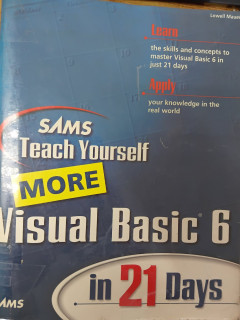 Lowell Mauer
Learn
the skills and concepts to
master Visual Basic 6 in
just 21 days
Apply
your knowledge in the
real world
SAMS
Teach Yourself
MORE
Visual Basic® 6
in 21 Days
SAMS